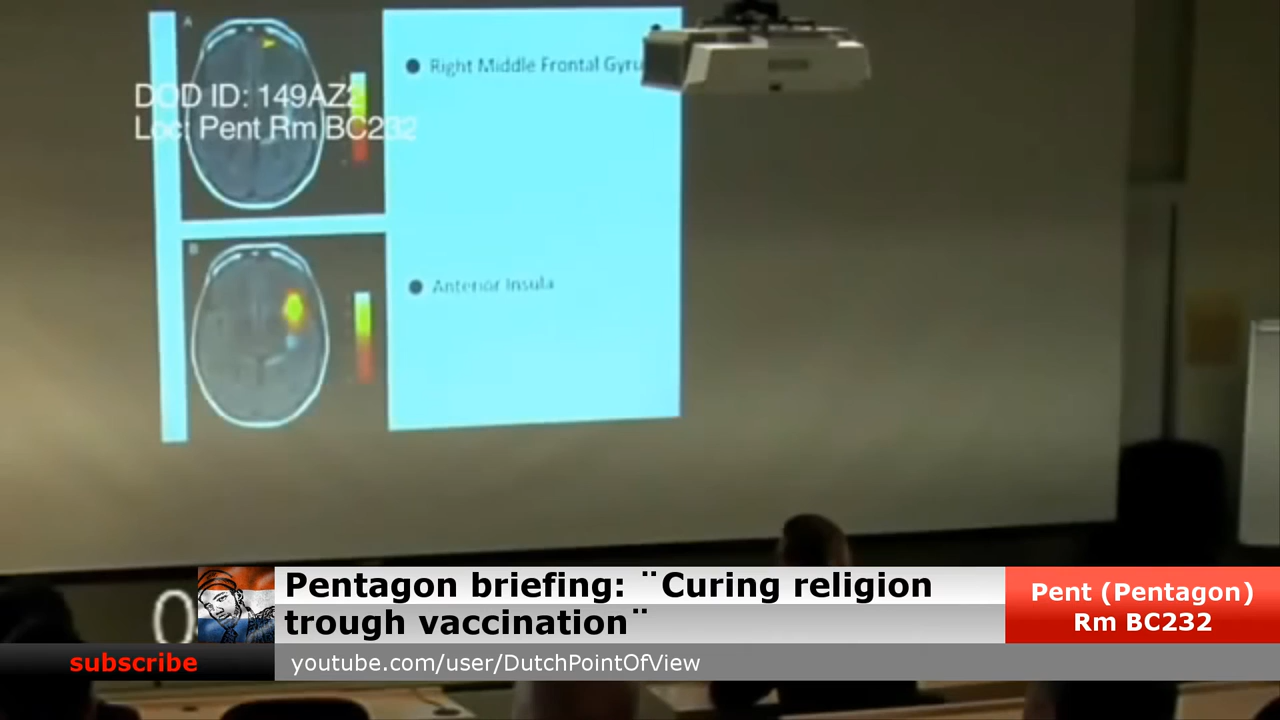 A
Right Middle Frontal Gyru
DOD ID: 149AZ2
Loc: Pent Rm BC232
B
Anterior Insula
Pentagon briefing: ¨Curing religion
trough vaccination¨
Pent (Pentagon)
Rm BC232
subscribe
youtube.com/user/DutchPointOfView